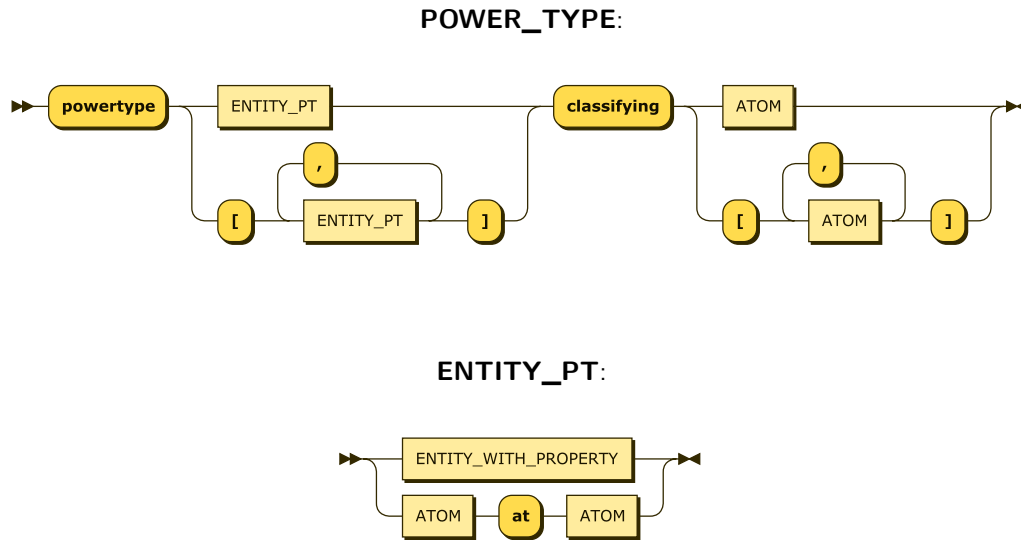 POWER_TYPE:
powertype ENTITY_PT classifying ATOM
, ,
[ ENTITY_PT ] [ ATOM ]
ENTITY_PT:
ENTITY_WITH_PROPERTY
ATOM at ATOM